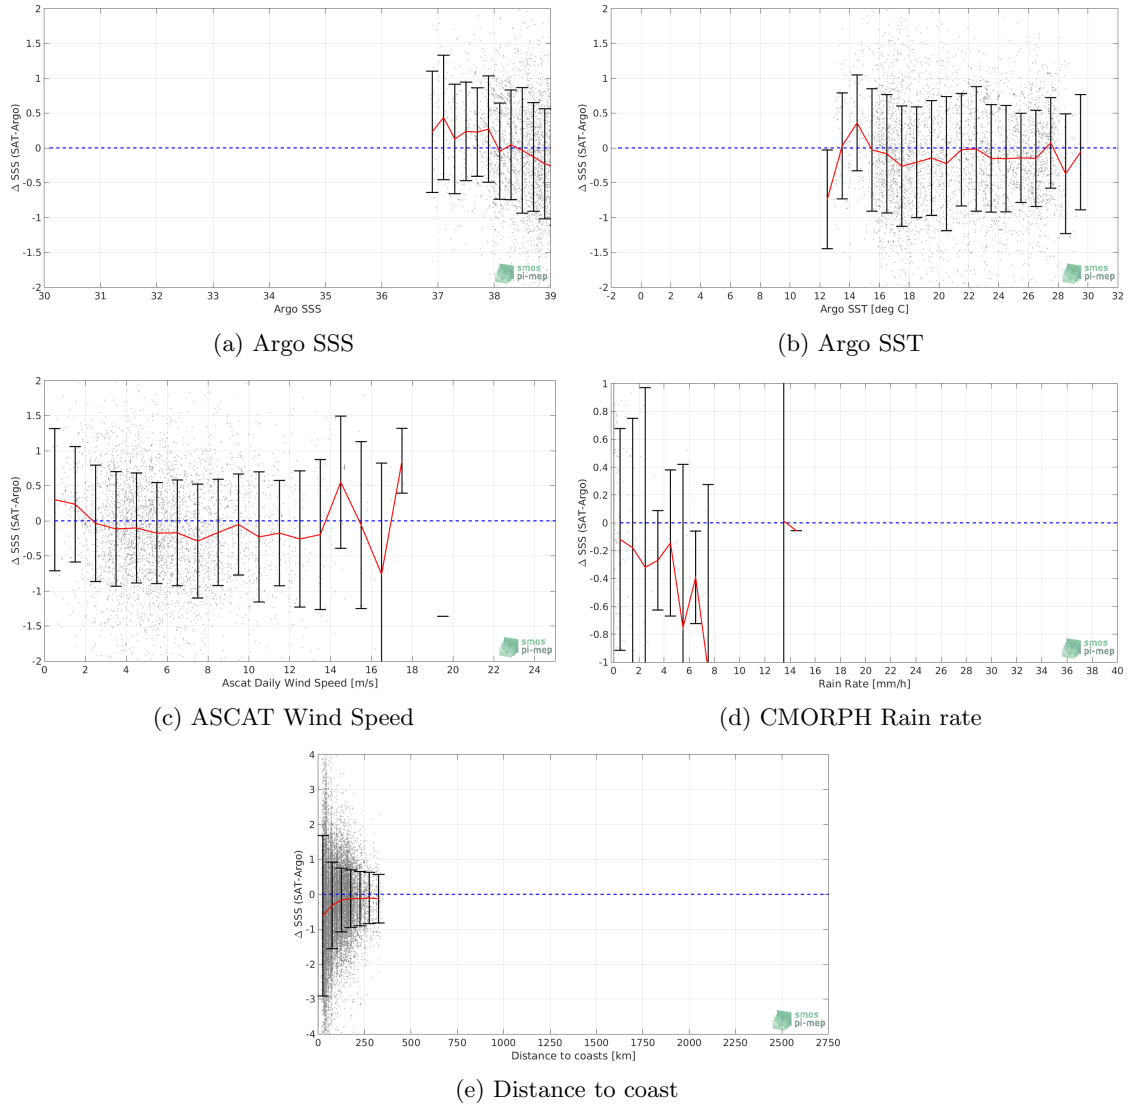 2
1.5
1
0.5
0
-0.5
-1
-1.5
-2
Δ SSS (SAT-Argo)
30 31 32 33 34 35 36 37 38 39
Argo SSS
smos
pi-mep
(a) Argo SSS
2
1.5
1
0.5
0
-0.5
-1
-1.5
-2
Δ SSS (SAT-Argo)
-2 0 2 4 6 8 10 12 14 16 18 20 22 24 26 28 30 32
Argo SST [deg C]
smos
pi-mep
(b) Argo SST
2
1.5
1
0.5
0
-0.5
-1
-1.5
-2
Δ SSS (SAT-Argo)
0 2 4 6 8 10 12 14 16 18 20 22 24
Ascat Daily Wind Speed [m/s]
smos
pi-mep
(c) ASCAT Wind Speed
1
0.8
0.6
0.4
0.2
0
-0.2
-0.4
-0.6
-0.8
-1
Δ SSS (SAT-Argo)
0 2 4 6 8 10 12 14 16 18 20 22 24 26 28 30 32 34 36 38 40
Rain Rate [mm/h]
smos
pi-mep
(d) CMORPH Rain rate
4
3
2
1
0
-1
-2
-3
-4
Δ SSS (SAT-Argo)
0 250 500 750 1000 1250 1500 1750 2000 2250 2500 2750
Distance to coasts [km]
smos
pi-mep
(e) Distance to coast